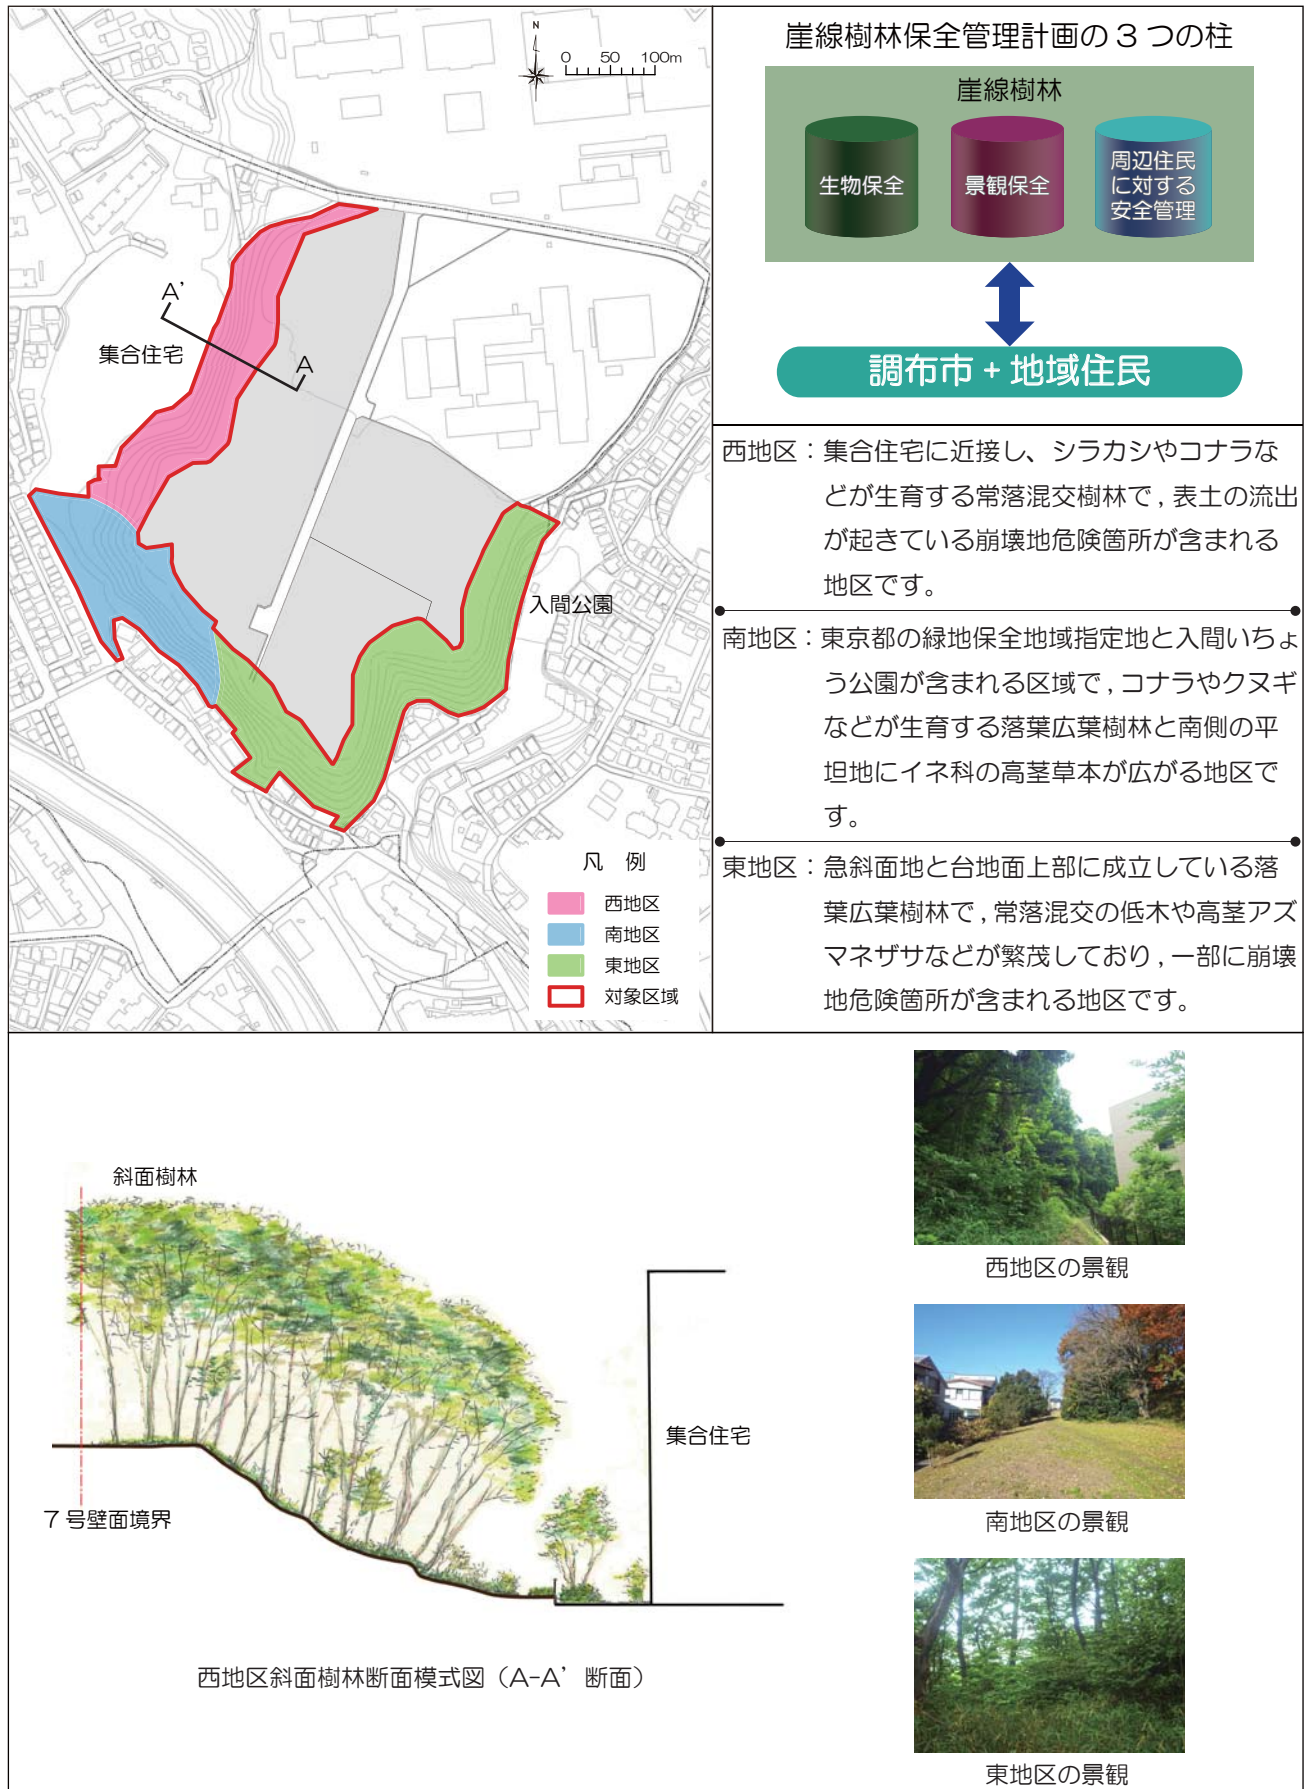 N
0 50 100m
A'
集合住宅
A
入間公園
凡 例
西地区
南地区
東地区
対象区域
崖線樹林保全管理計画の3つの柱
崖線樹林
生物保全
景観保全
周辺住民
に対する
安全管理
調布市 + 地域住民
西地区：集合住宅に近接し、シラカシやコナラな
どが生育する常落混交樹林で，表土の流出
が起きている崩壊地危険箇所が含まれる
地区です。
南地区：東京都の緑地保全地域指定地と入間いちょ
う公園が含まれる区域で，コナラやクヌギ
などが生育する落葉広葉樹林と南側の平
坦地にイネ科の高茎草本が広がる地区で
す。
東地区：急斜面地と台地面上部に成立している落
葉広葉樹林で，常落混交の低木や高茎アズ
マネザサなどが繁茂しており，一部に崩壊
地危険箇所が含まれる地区です。
斜面樹林
集合住宅
7号壁面境界
西地区斜面樹林断面模式図（A-A' 断面）
西地区の景観
南地区の景観
東地区の景観